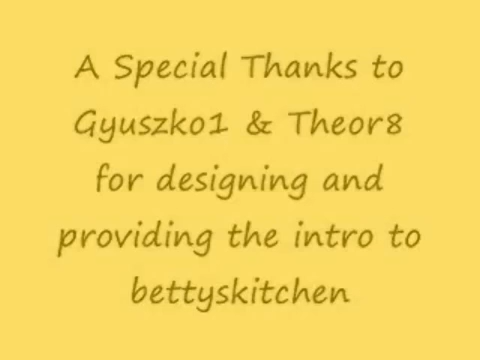 A Special Thanks to
Gyuszko1 & Theor8
for designing and
providing the intro to
bettyskitchen